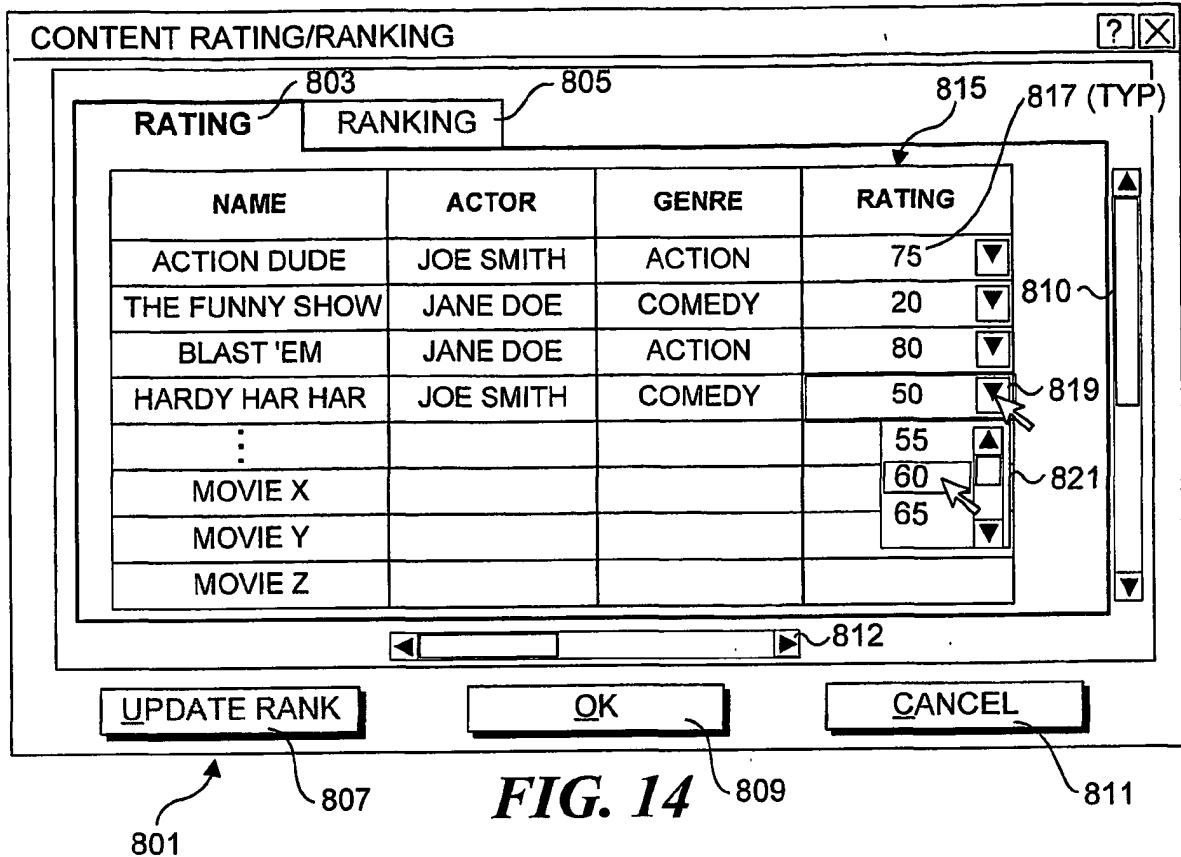 CONTENT RATING/RANKING ? X
803 805 815 817 (TYP)
RATING RANKING
NAME ACTOR GENRE RATING
ACTION DUDE JOE SMITH ACTION 75
THE FUNNY SHOW JANE DOE COMEDY 20 810
BLAST 'EM JANE DOE ACTION 80
HARDY HAR HAR JOE SMITH COMEDY 50 819
⋮ 55
MOVIE X 60 821
MOVIE Y 65
MOVIE Z
812
UPDATE RANK OK CANCEL
807 FIG. 14 809 811
801